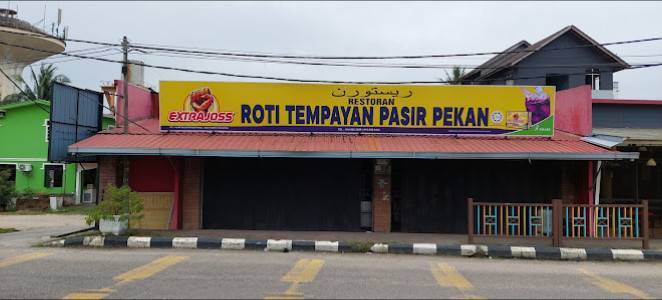 ريستورن
RESTORAN
EXTRAJOSS
ROTI TEMPAYAN PASIR PEKAN